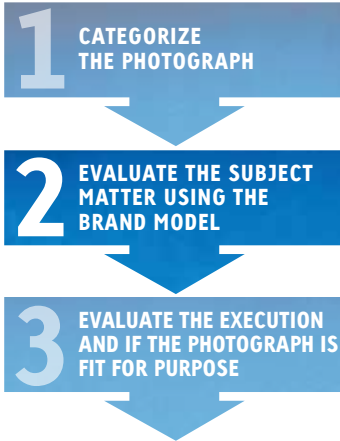 1
CATEGORIZE
THE PHOTOGRAPH
2
EVALUATE THE SUBJECT
MATTER USING THE
BRAND MODEL
3
EVALUATE THE EXECUTION
AND IF THE PHOTOGRAPH IS
FIT FOR PURPOSE